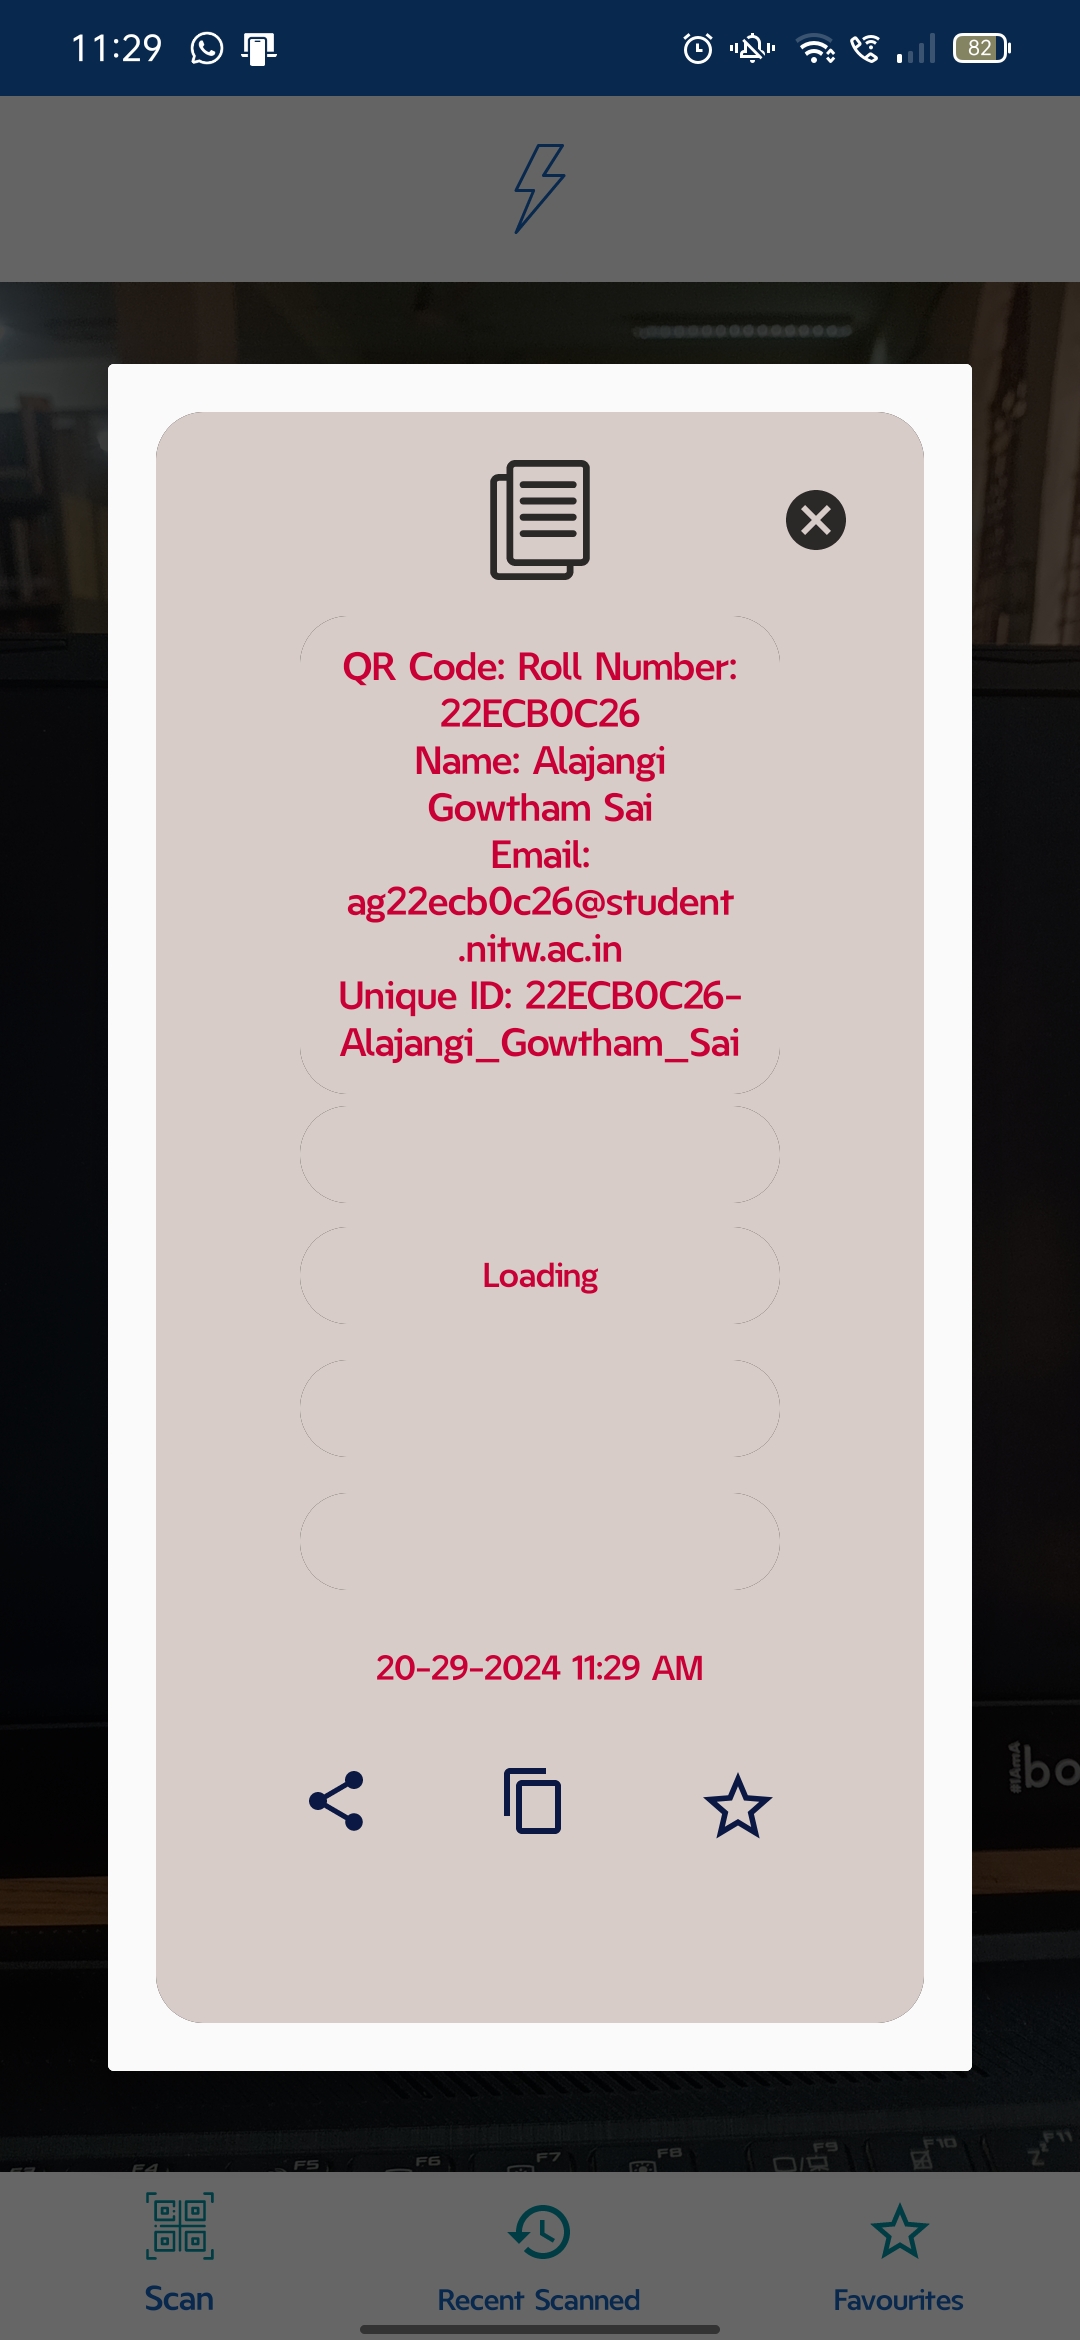 11:29
82
QR Code: Roll Number:
22ECB0C26
Name: Alajangi
Gowtham Sai
Email:
ag22ecb0c26@student
.nitw.ac.in
Unique ID: 22ECB0C26-
Alajangi_Gowtham_Sai
Loading
20-29-2024 11:29 AM
#IAmA
bo
F4
F5
F6
F7
F8
F9
F10
F11
Scan
Recent Scanned
Favourites